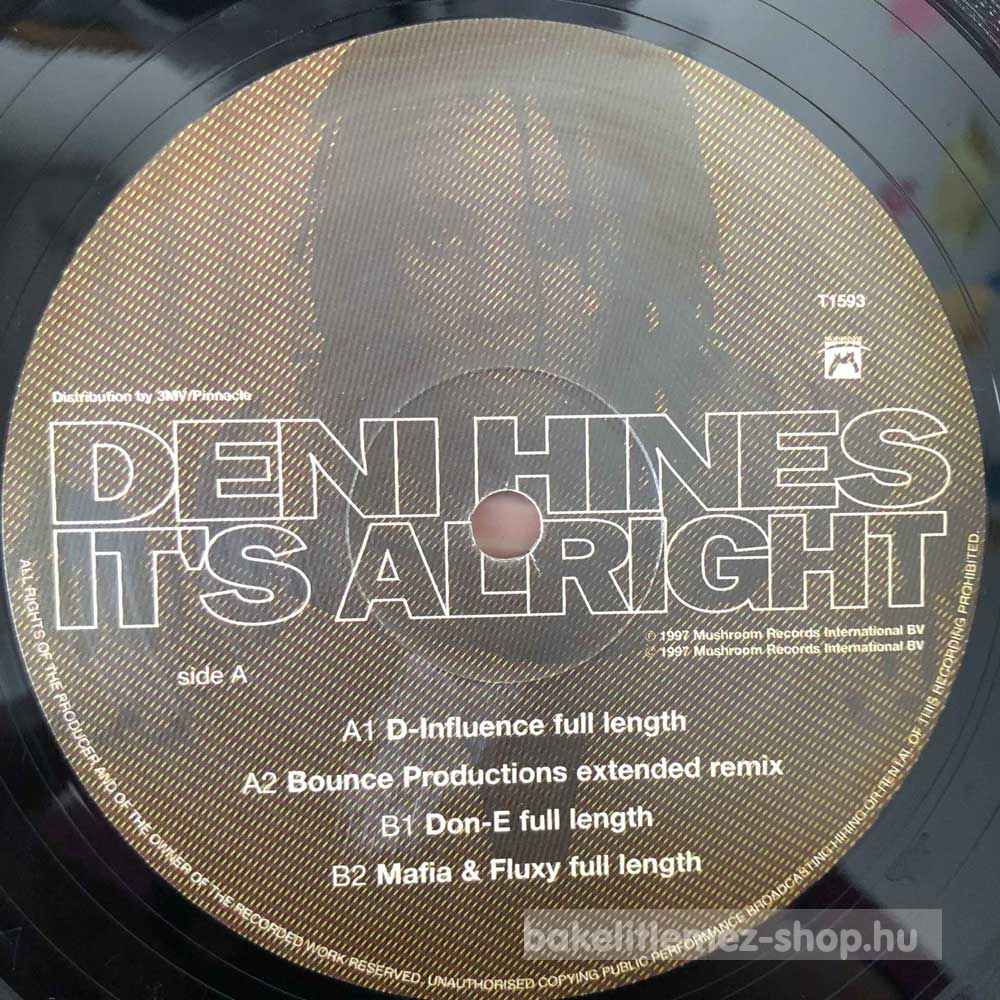 T1593
Distribution by 3MV/Pinnacle
DENI HINES
IT'S ALRIGHT
℗ 1997 Mushroom Records International BV
© 1997 Mushroom Records International BV
side A
A1 D-Influence full length
A2 Bounce Productions extended remix
B1 Don-E full length
B2 Mafia & Fluxy full length
ALL RIGHTS OF THE PRODUCER AND OF THE OWNER OF THE RECORDED WORK RESERVED. UNAUTHORISED COPYING PUBLIC PERFORMANCE BROADCASTING HIRING OR RENTAL OF THIS RECORDING PROHIBITED.
bakelitlemez-shop.hu